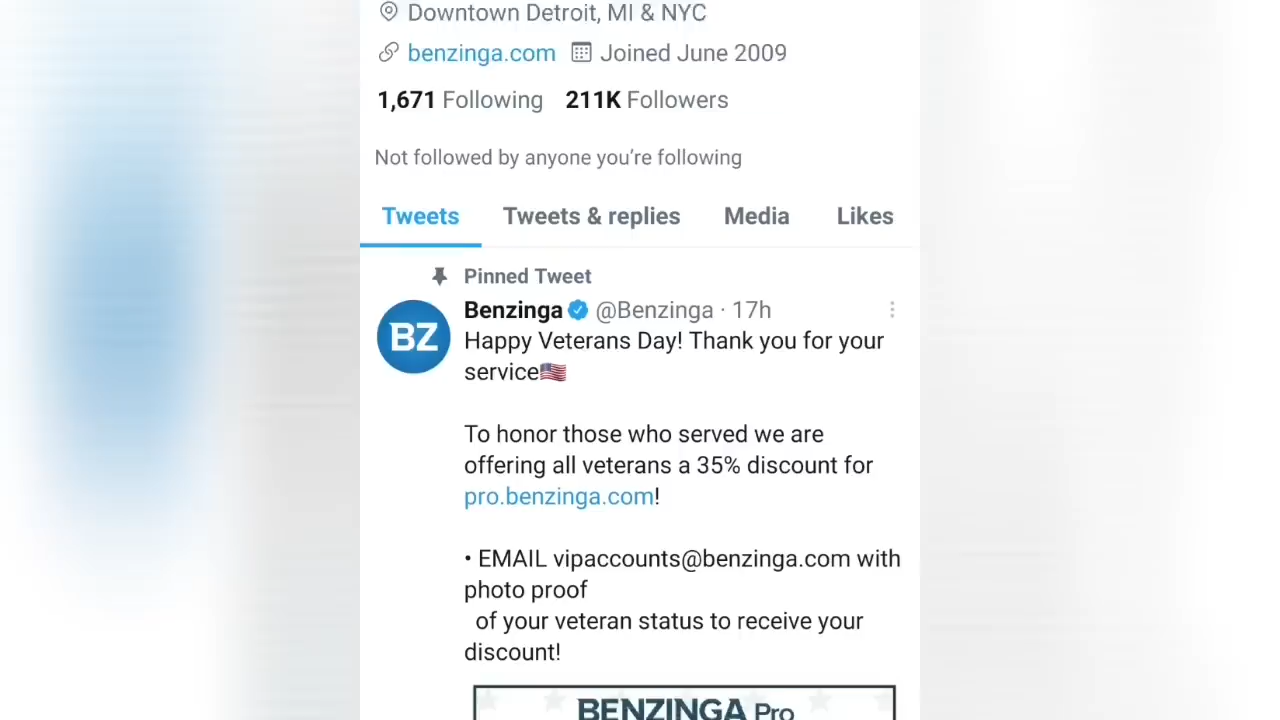 Downtown Detroit, MI & NYC
benzinga.com Joined June 2009
1,671 Following 211K Followers
Not followed by anyone you’re following
Tweets Tweets & replies Media Likes
Pinned Tweet
Benzinga @Benzinga · 17h
BZ
Happy Veterans Day! Thank you for your
service🇺🇸
To honor those who served we are
offering all veterans a 35% discount for
pro.benzinga.com!
• EMAIL vipaccounts@benzinga.com with
photo proof
of your veteran status to receive your
discount!
BENZINGA Pro